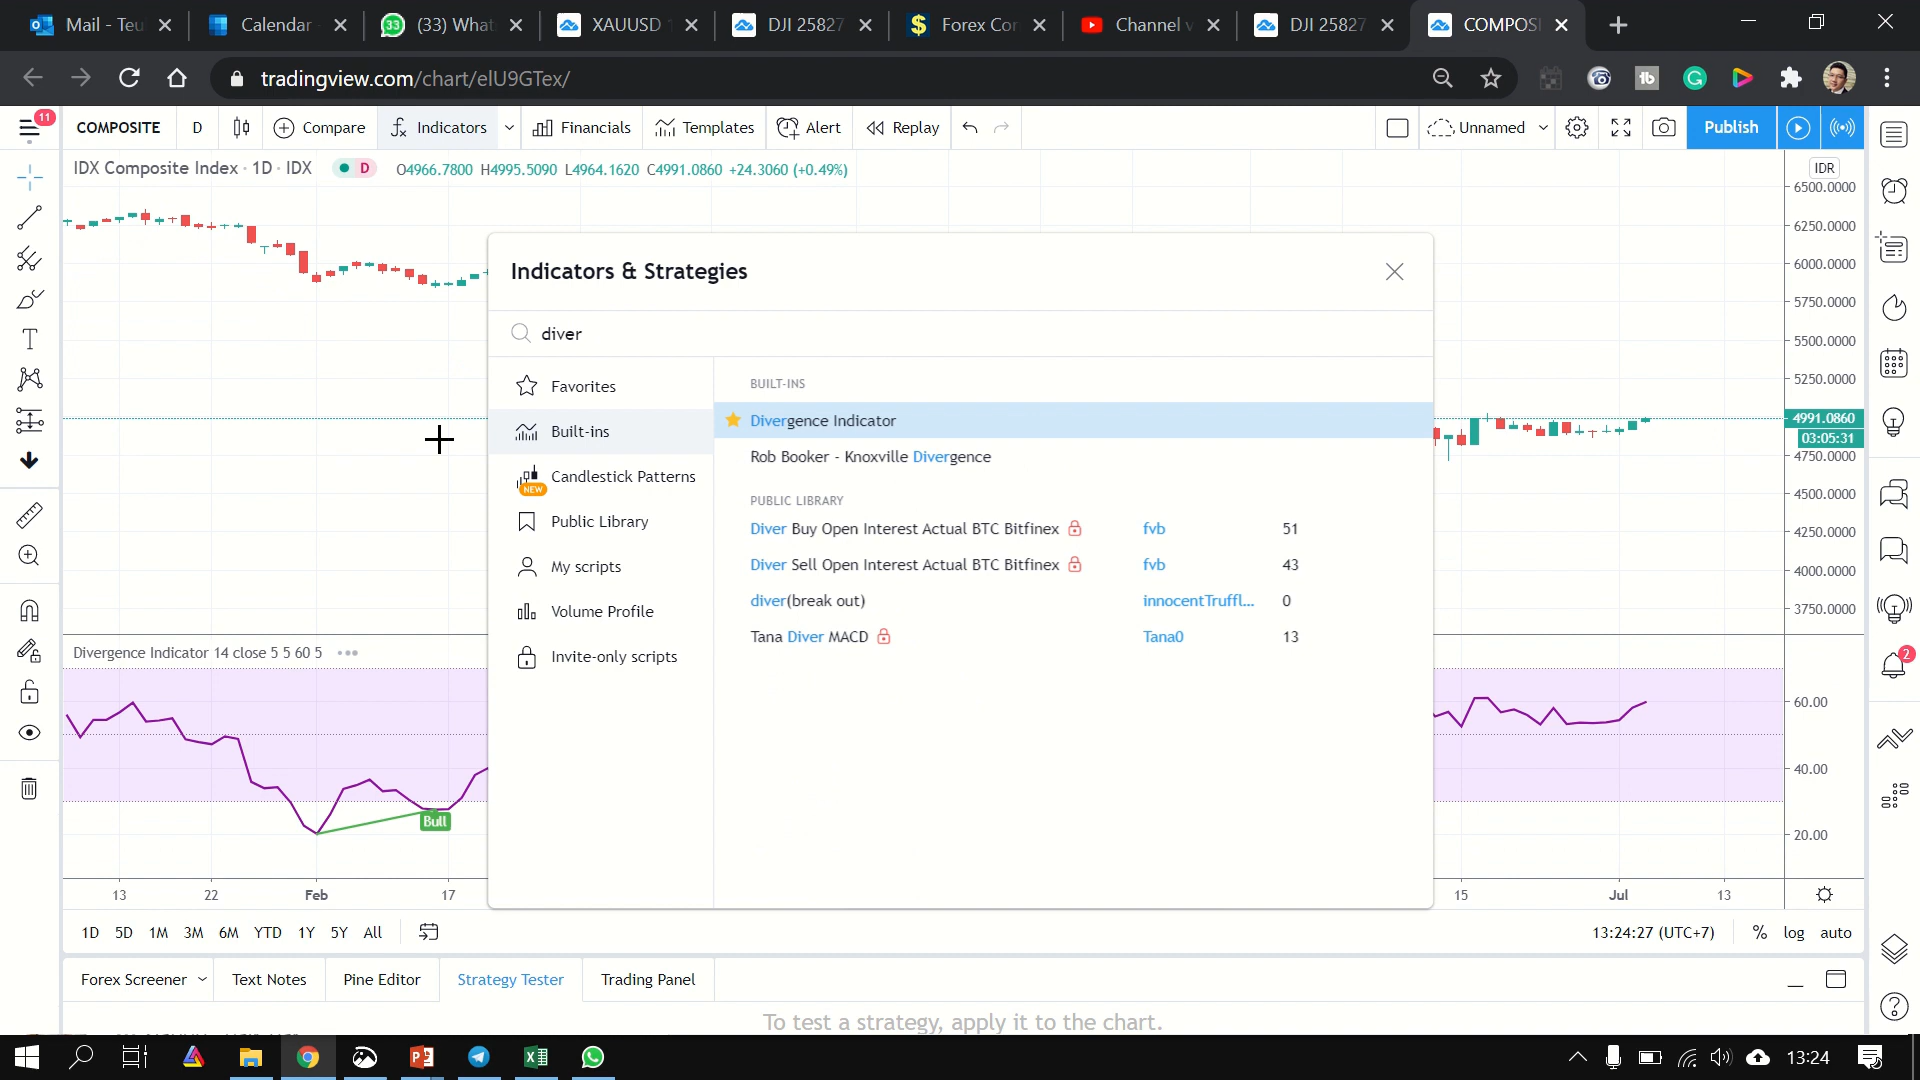 Mail - Teu
Calendar
(33) What
XAUUSD 1
DJI 25827
Forex Cor
Channel v
DJI 25827
COMPOSI
tradingview.com/chart/elU9GTex/
11
COMPOSITE
D
Compare
Indicators
Financials
Templates
Alert
Replay
Unnamed
Publish
IDX Composite Index · 1D · IDX
D
O4966.7800 H4995.5090 L4964.1620 C4991.0860 +24.3060 (+0.49%)
IDR
6500.0000
6250.0000
6000.0000
5750.0000
5500.0000
5250.0000
4991.0860
03:05:31
4750.0000
4500.0000
4250.0000
4000.0000
3750.0000
Indicators & Strategies
diver
Favorites
Built-ins
Candlestick Patterns
NEW
Public Library
My scripts
Volume Profile
Invite-only scripts
BUILT-INS
Divergence Indicator
Rob Booker - Knoxville Divergence
PUBLIC LIBRARY
Diver Buy Open Interest Actual BTC Bitfinex fvb 51
Diver Sell Open Interest Actual BTC Bitfinex fvb 43
diver(break out) innocentTruffl... 0
Tana Diver MACD Tana0 13
Divergence Indicator 14 close 5 5 60 5
Bull
60.00
40.00
20.00
2
13 22 Feb 17 15 Jul 13
1D 5D 1M 3M 6M YTD 1Y 5Y All
13:24:27 (UTC+7) % log auto
Forex Screener
Text Notes
Pine Editor
Strategy Tester
Trading Panel
To test a strategy, apply it to the chart.
13:24